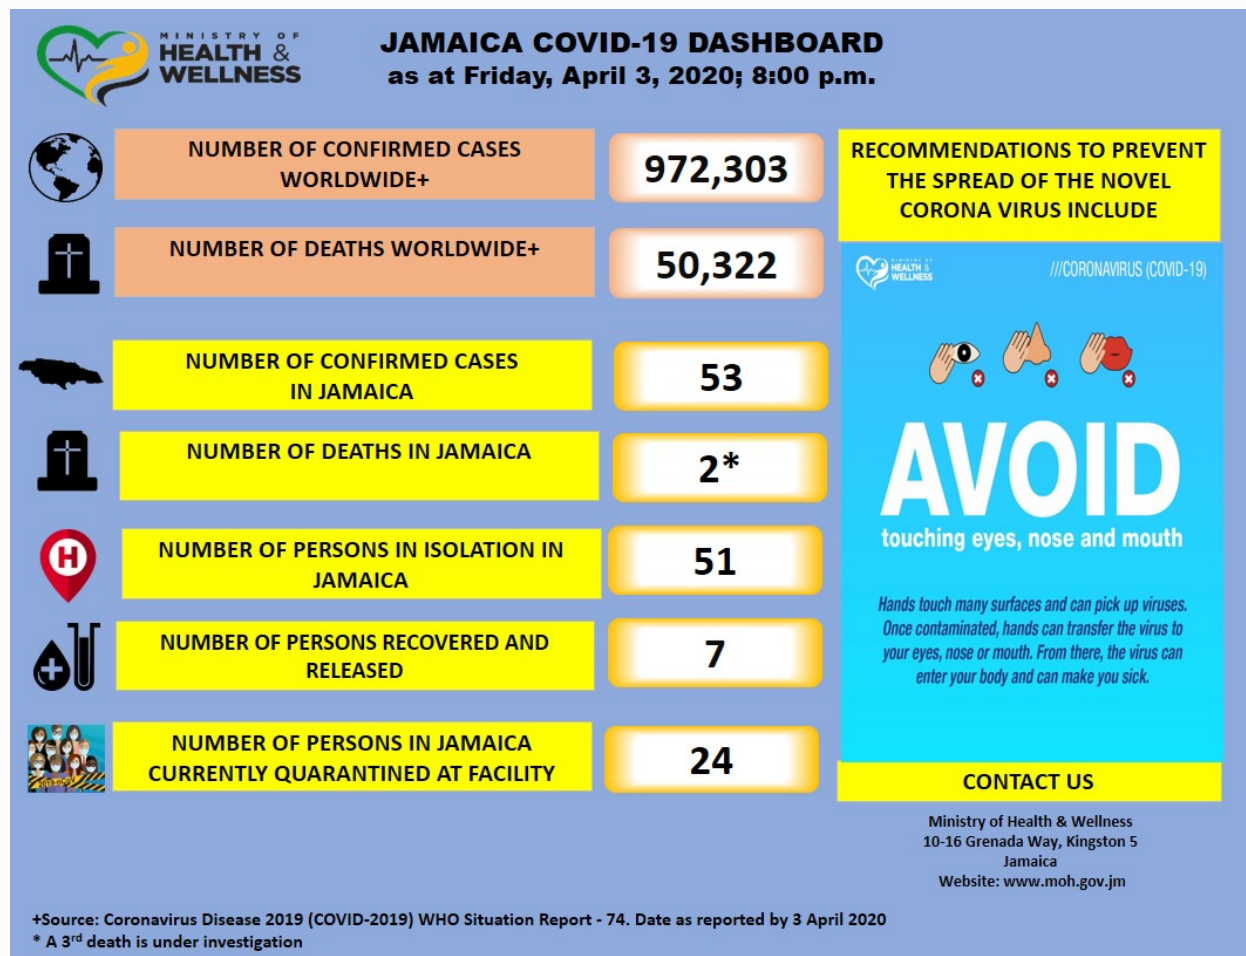 MINISTRY OF
HEALTH &
WELLNESS
JAMAICA COVID-19 DASHBOARD
as at Friday, April 3, 2020; 8:00 p.m.
NUMBER OF CONFIRMED CASES
WORLDWIDE+
972,303
NUMBER OF DEATHS WORLDWIDE+
50,322
NUMBER OF CONFIRMED CASES
IN JAMAICA
53
NUMBER OF DEATHS IN JAMAICA
2*
H
NUMBER OF PERSONS IN ISOLATION IN
JAMAICA
51
NUMBER OF PERSONS RECOVERED AND
RELEASED
7
NUMBER OF PERSONS IN JAMAICA
CURRENTLY QUARANTINED AT FACILITY
24
RECOMMENDATIONS TO PREVENT
THE SPREAD OF THE NOVEL
CORONA VIRUS INCLUDE
MINISTRY OF
HEALTH &
WELLNESS
///CORONAVIRUS (COVID-19)
AVOID
touching eyes, nose and mouth
Hands touch many surfaces and can pick up viruses.
Once contaminated, hands can transfer the virus to
your eyes, nose or mouth. From there, the virus can
enter your body and can make you sick.
CONTACT US
Ministry of Health & Wellness
10-16 Grenada Way, Kingston 5
Jamaica
Website: www.moh.gov.jm
+Source: Coronavirus Disease 2019 (COVID-2019) WHO Situation Report - 74. Date as reported by 3 April 2020
* A 3rd death is under investigation